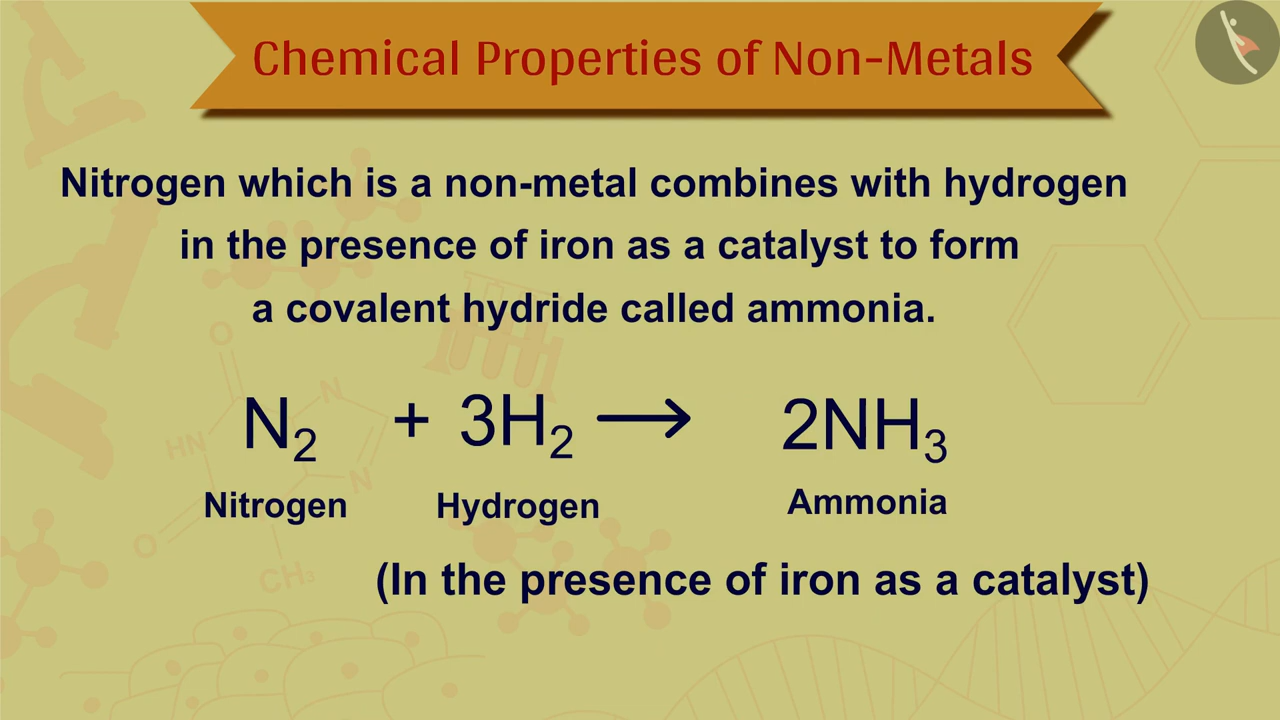 Chemical Properties of Non-Metals
Nitrogen which is a non-metal combines with hydrogen
in the presence of iron as a catalyst to form
a covalent hydride called ammonia.
N₂ + 3H₂ → 2NH₃
Nitrogen Hydrogen Ammonia
(In the presence of iron as a catalyst)
O
N
HN
N
O
CH₃